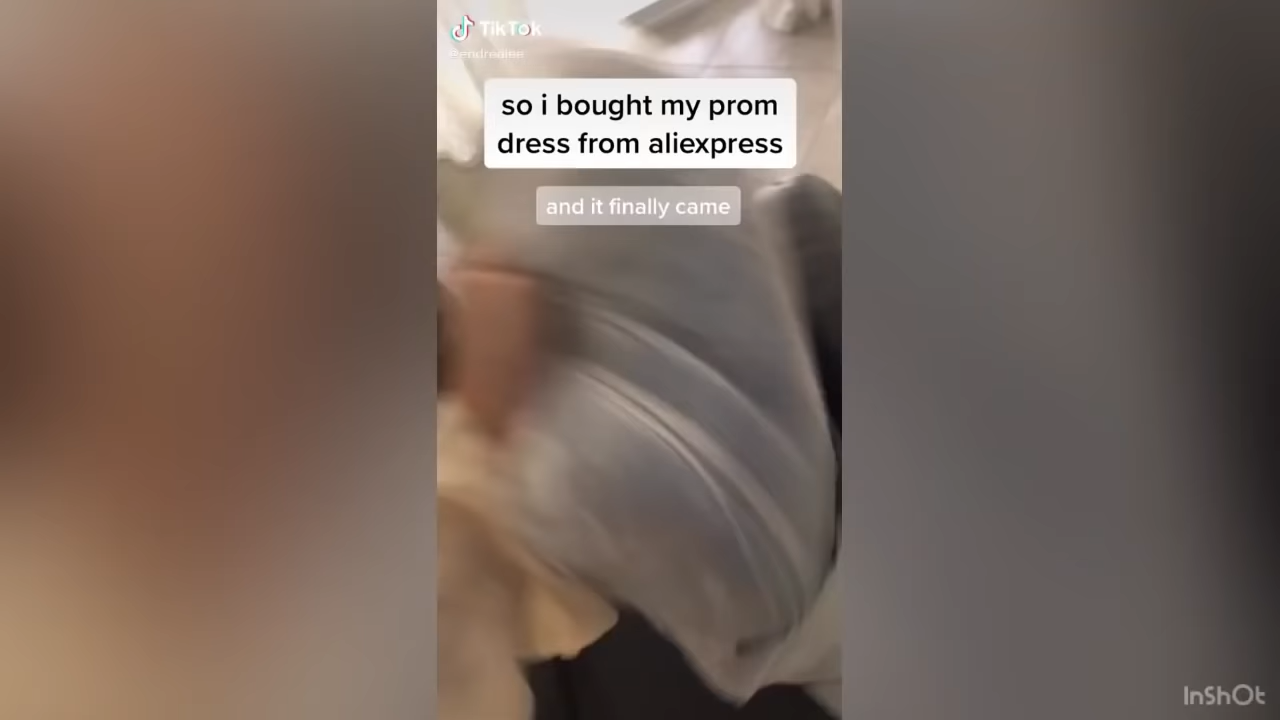 TikTok
so i bought my prom
dress from aliexpress
and it finally came
InShOt